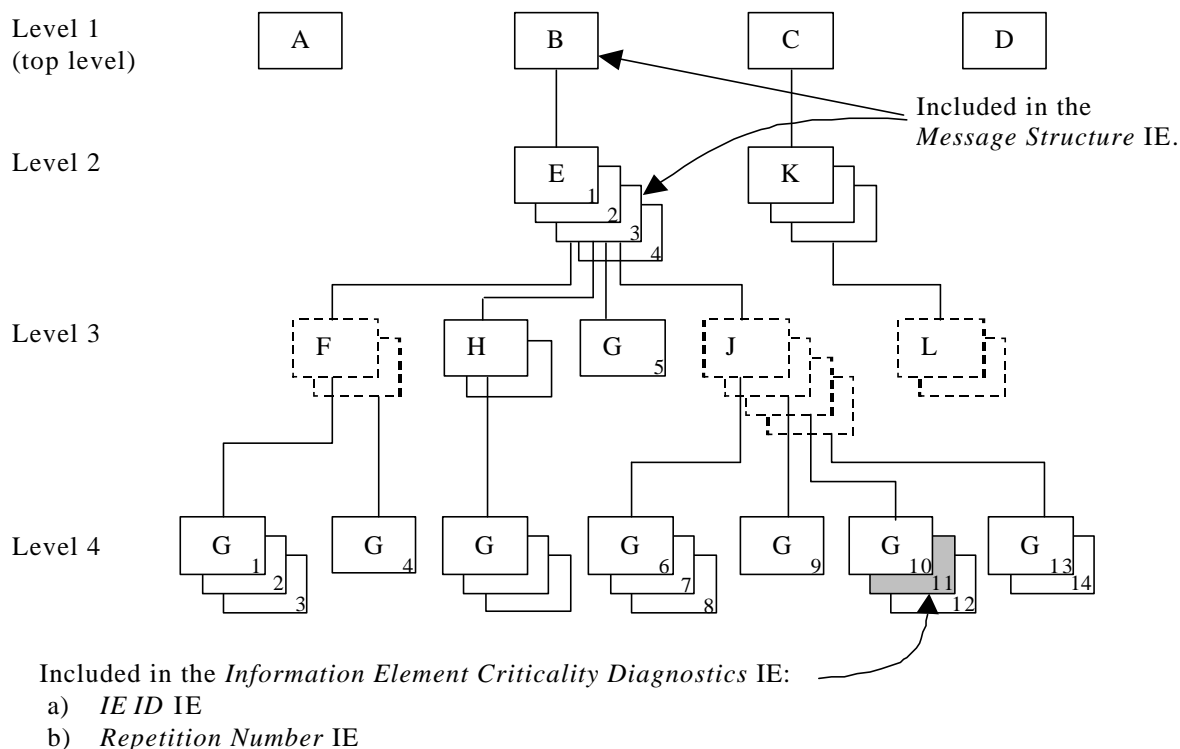 Level 1
(top level)
A
B
C
D
Included in the
Message Structure IE.
Level 2
E
1
2
3
4
K
Level 3
F
H
G
5
J
L
Level 4
G
1
2
3
G
4
G
G
6
7
8
G
9
G
10
11
12
G
13
14
Included in the Information Element Criticality Diagnostics IE:
a) IE ID IE
b) Repetition Number IE